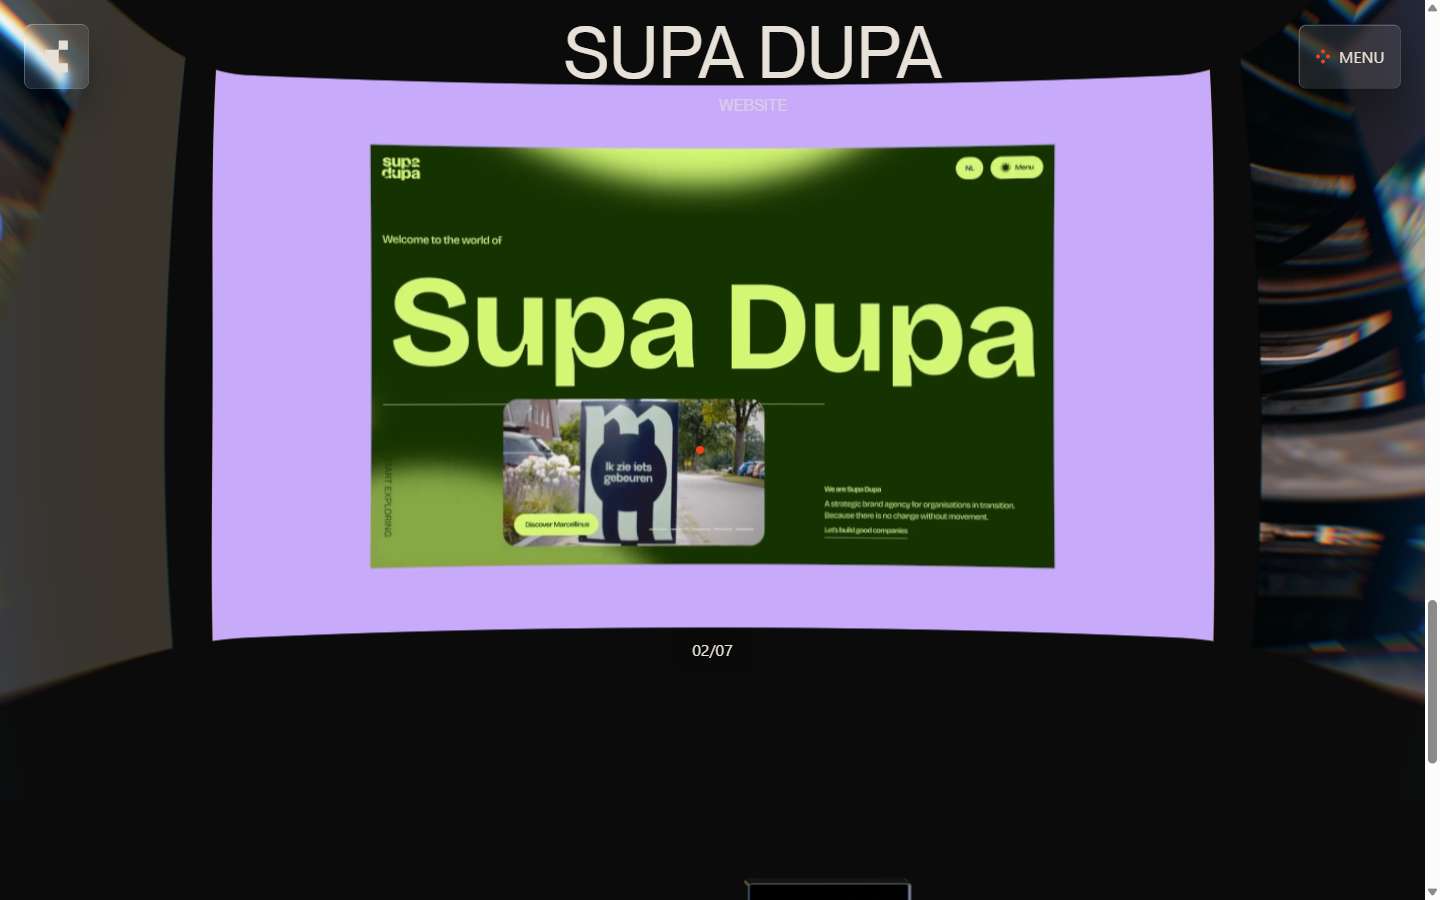 SUPA DUPA
MENU
WEBSITE
supa
dupa
NL
Menu
Welcome to the world of
Supa Dupa
m
Ik zie iets
gebeuren
Discover Marcellinus
ART EXPLORING
We are Supa Dupa
A strategic brand agency for organisations in transition.
Because there is no change without movement.
Let's build good companies
02/07